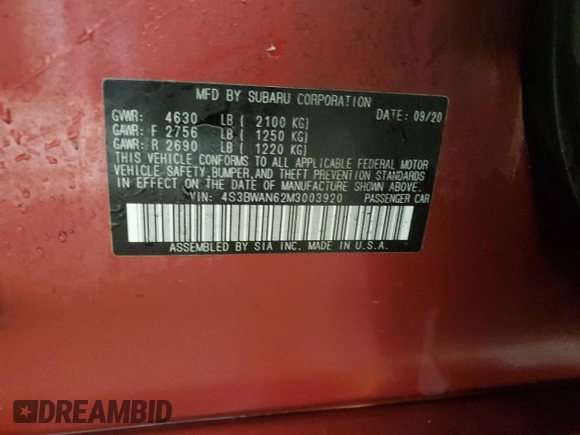 MFD BY SUBARU CORPORATION
GVWR: 4630 LB ( 2100 KG) DATE: 09/20
GAWR: F 2756 LB ( 1250 KG)
GAWR: R 2690 LB ( 1220 KG)
THIS VEHICLE CONFORMS TO ALL APPLICABLE FEDERAL MOTOR
VEHICLE SAFETY, BUMPER, AND THEFT PREVENTION STANDARDS
IN EFFECT ON THE DATE OF MANUFACTURE SHOWN ABOVE.
VIN: 4S3BWAN62M3003920 PASSENGER CAR
ASSEMBLED BY SIA INC. MADE IN U.S.A.
DREAMBID